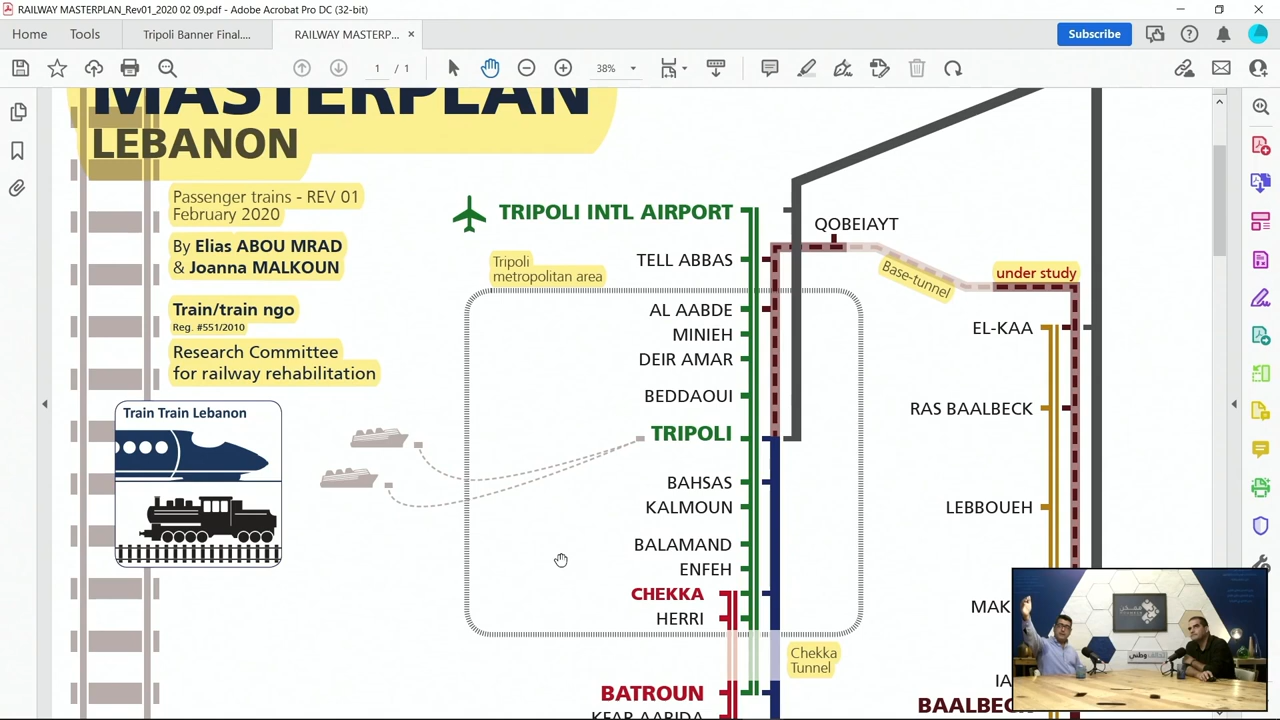 RAILWAY MASTERPLAN_Rev01_2020 02 09.pdf - Adobe Acrobat Pro DC (32-bit)
Home
Tools
Tripoli Banner Final....
RAILWAY MASTERP...
Subscribe
1 / 1
38%
MASTERPLAN
LEBANON
Passenger trains - REV 01
February 2020
By Elias ABOU MRAD
& Joanna MALKOUN
Train/train ngo
Reg. #551/2010
Research Committee
for railway rehabilitation
Train Train Lebanon
TRIPOLI INTL AIRPORT
Tripoli
metropolitan area
TELL ABBAS
AL AABDE
MINIEH
DEIR AMAR
BEDDAOUI
TRIPOLI
BAHSAS
KALMOUN
BALAMAND
ENFEH
CHEKKA
HERRI
Chekka
Tunnel
BATROUN
KFAR AABIDA
QOBEIAYT
Base-tunnel
under study
EL-KAA
RAS BAALBECK
LEBBOUEH
MAK
BAALBECK